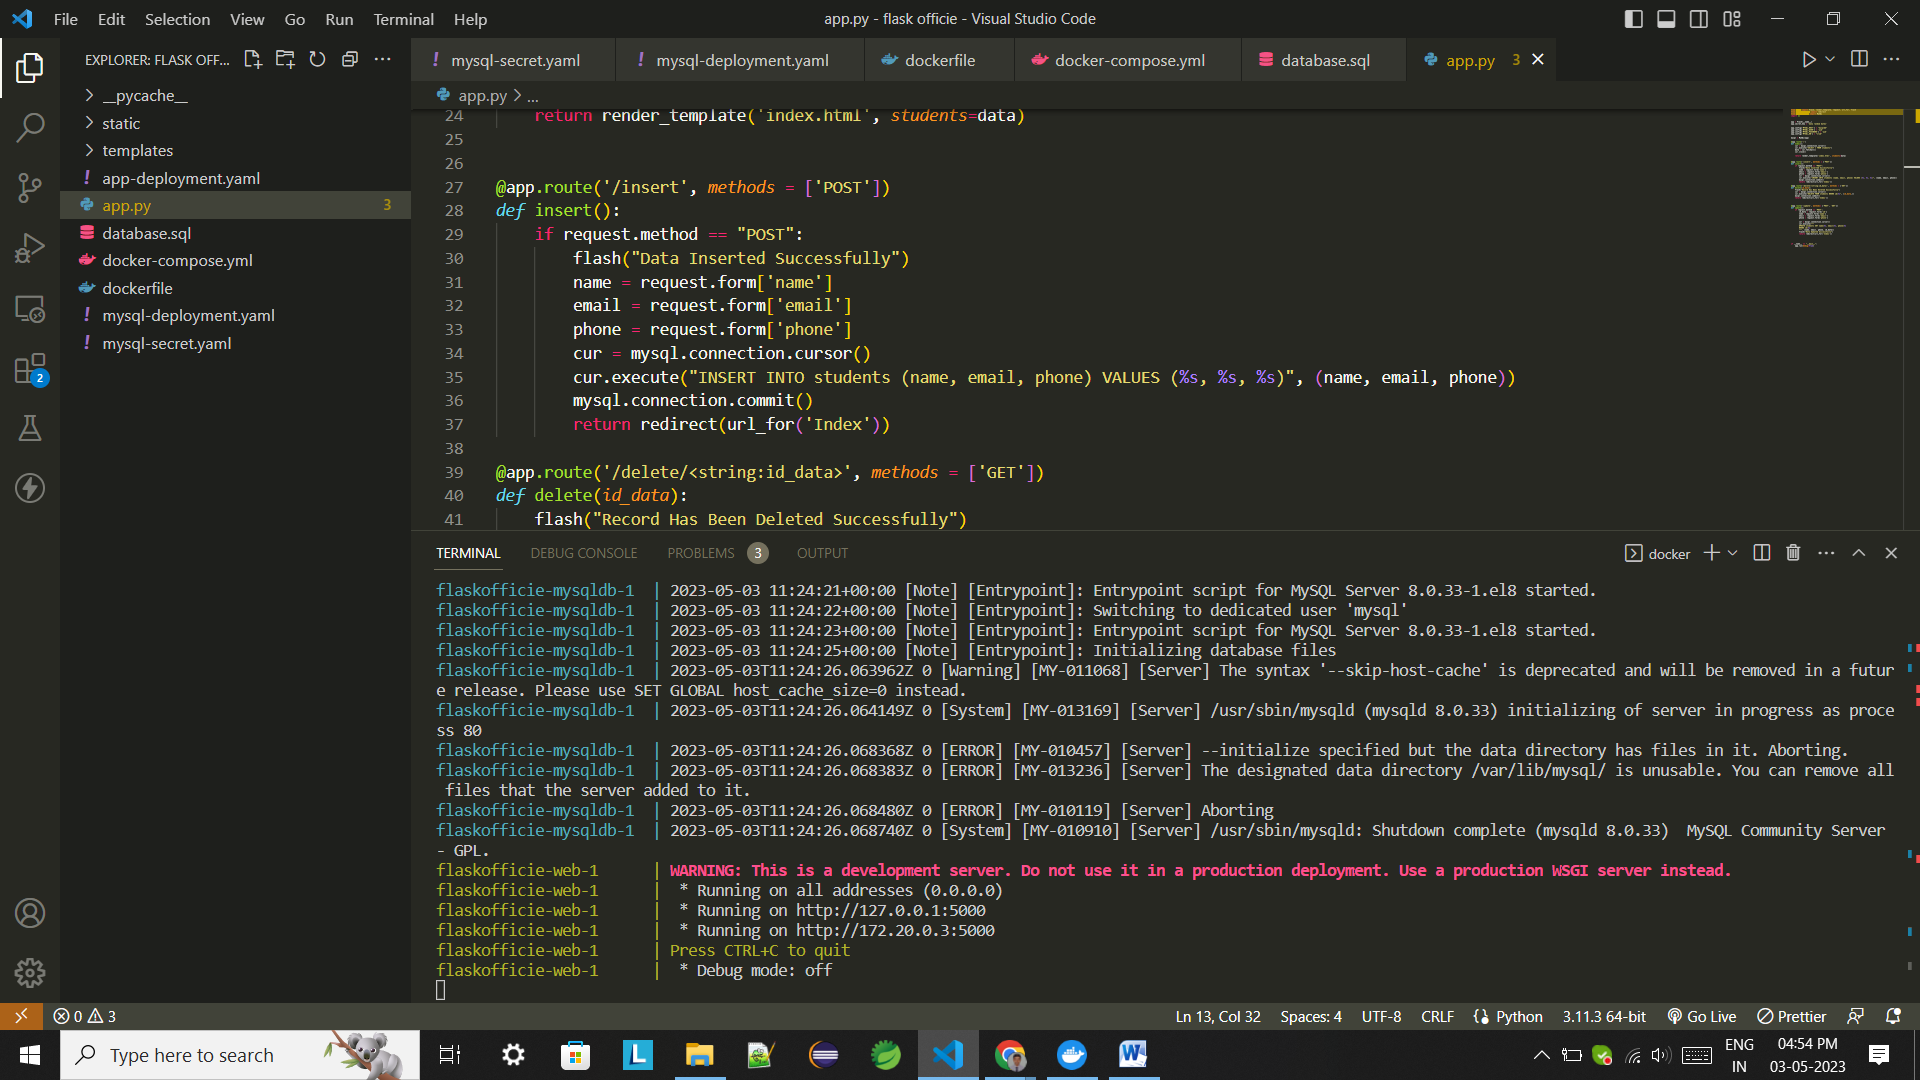 File Edit Selection View Go Run Terminal Help
app.py - flask officie - Visual Studio Code
EXPLORER: FLASK OFF...
mysql-secret.yaml
mysql-deployment.yaml
dockerfile
docker-compose.yml
database.sql
app.py 3
app.py > ...
__pycache__
static
templates
app-deployment.yaml
app.py 3
database.sql
docker-compose.yml
dockerfile
mysql-deployment.yaml
mysql-secret.yaml
2
24 return render_template('index.html', students=data)
25
26
27 @app.route('/insert', methods = ['POST'])
28 def insert():
29 if request.method == "POST":
30 flash("Data Inserted Successfully")
31 name = request.form['name']
32 email = request.form['email']
33 phone = request.form['phone']
34 cur = mysql.connection.cursor()
35 cur.execute("INSERT INTO students (name, email, phone) VALUES (%s, %s, %s)", (name, email, phone))
36 mysql.connection.commit()
37 return redirect(url_for('Index'))
38
39 @app.route('/delete/<string:id_data>', methods = ['GET'])
40 def delete(id_data):
41 flash("Record Has Been Deleted Successfully")
TERMINAL DEBUG CONSOLE PROBLEMS 3 OUTPUT
docker
flaskofficie-mysqldb-1 | 2023-05-03 11:24:21+00:00 [Note] [Entrypoint]: Entrypoint script for MySQL Server 8.0.33-1.el8 started.
flaskofficie-mysqldb-1 | 2023-05-03 11:24:22+00:00 [Note] [Entrypoint]: Switching to dedicated user 'mysql'
flaskofficie-mysqldb-1 | 2023-05-03 11:24:23+00:00 [Note] [Entrypoint]: Entrypoint script for MySQL Server 8.0.33-1.el8 started.
flaskofficie-mysqldb-1 | 2023-05-03 11:24:25+00:00 [Note] [Entrypoint]: Initializing database files
flaskofficie-mysqldb-1 | 2023-05-03T11:24:26.063962Z 0 [Warning] [MY-011068] [Server] The syntax '--skip-host-cache' is deprecated and will be removed in a futur
e release. Please use SET GLOBAL host_cache_size=0 instead.
flaskofficie-mysqldb-1 | 2023-05-03T11:24:26.064149Z 0 [System] [MY-013169] [Server] /usr/sbin/mysqld (mysqld 8.0.33) initializing of server in progress as proce
ss 80
flaskofficie-mysqldb-1 | 2023-05-03T11:24:26.068368Z 0 [ERROR] [MY-010457] [Server] --initialize specified but the data directory has files in it. Aborting.
flaskofficie-mysqldb-1 | 2023-05-03T11:24:26.068383Z 0 [ERROR] [MY-013236] [Server] The designated data directory /var/lib/mysql/ is unusable. You can remove all
files that the server added to it.
flaskofficie-mysqldb-1 | 2023-05-03T11:24:26.068480Z 0 [ERROR] [MY-010119] [Server] Aborting
flaskofficie-mysqldb-1 | 2023-05-03T11:24:26.068740Z 0 [System] [MY-010910] [Server] /usr/sbin/mysqld: Shutdown complete (mysqld 8.0.33) MySQL Community Server
- GPL.
flaskofficie-web-1 | WARNING: This is a development server. Do not use it in a production deployment. Use a production WSGI server instead.
flaskofficie-web-1 | * Running on all addresses (0.0.0.0)
flaskofficie-web-1 | * Running on http://127.0.0.1:5000
flaskofficie-web-1 | * Running on http://172.20.0.3:5000
flaskofficie-web-1 | Press CTRL+C to quit
flaskofficie-web-1 | * Debug mode: off
0 3
Ln 13, Col 32 Spaces: 4 UTF-8 CRLF Python 3.11.3 64-bit Go Live Prettier
Type here to search
ENG
IN
04:54 PM
03-05-2023